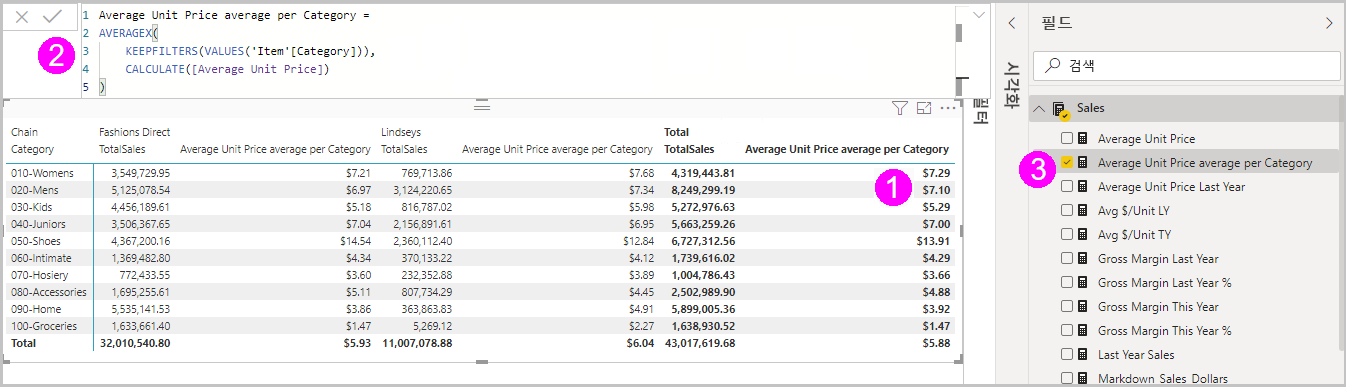 1 Average Unit Price average per Category =
2 AVERAGEX(
3 KEEPFILTERS(VALUES('Item'[Category])),
4 CALCULATE([Average Unit Price])
5 )
2
Chain Fashions Direct Lindseys Total
Category TotalSales Average Unit Price average per Category TotalSales Average Unit Price average per Category TotalSales Average Unit Price average per Category
010-Womens 3,549,729.95 $7.21 769,713.86 $7.68 4,319,443.81 $7.29
020-Mens 5,125,078.54 $6.97 3,124,220.65 $7.34 8,249,299.19 $7.10
030-Kids 4,456,189.61 $5.18 816,787.02 $5.98 5,272,976.63 $5.29
040-Juniors 3,506,367.65 $7.04 2,156,891.61 $6.95 5,663,259.26 $7.00
050-Shoes 4,367,200.16 $14.54 2,360,112.40 $12.84 6,727,312.56 $13.91
060-Intimate 1,369,482.80 $4.34 370,133.22 $4.12 1,739,616.02 $4.29
070-Hosiery 772,433.55 $3.60 232,352.88 $3.89 1,004,786.43 $3.66
080-Accessories 1,695,255.61 $5.11 807,734.29 $4.45 2,502,989.90 $4.88
090-Home 5,535,141.53 $3.86 363,863.83 $4.91 5,899,005.36 $3.92
100-Groceries 1,633,661.40 $1.47 5,269.12 $2.27 1,638,930.52 $1.47
Total 32,010,540.80 $5.93 11,007,078.88 $6.04 43,017,619.68 $5.88
1
필터
시각화
필드
검색
Sales
Average Unit Price
Average Unit Price average per Category
3
Average Unit Price Last Year
Avg $/Unit LY
Avg $/Unit TY
Gross Margin Last Year
Gross Margin Last Year %
Gross Margin This Year
Gross Margin This Year %
Last Year Sales
Markdown Sales Dollars